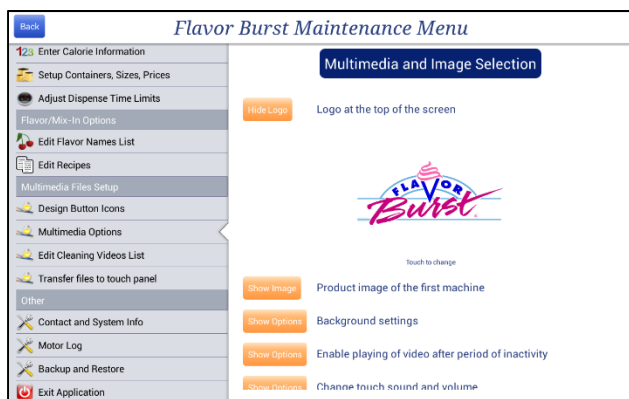 Back
Flavor Burst Maintenance Menu
123 Enter Calorie Information
Setup Containers, Sizes, Prices
Adjust Dispense Time Limits
Flavor/Mix-In Options
Edit Flavor Names List
Edit Recipes
Multimedia Files Setup
Design Button Icons
Multimedia Options
Edit Cleaning Videos List
Transfer files to touch panel
Other
Contact and System Info
Motor Log
Backup and Restore
Exit Application
Multimedia and Image Selection
Hide Logo Logo at the top of the screen
FLAVOR
Burst
Touch to change
Show Image Product image of the first machine
Show Options Background settings
Show Options Enable playing of video after period of inactivity
Show Options Change touch sound and volume